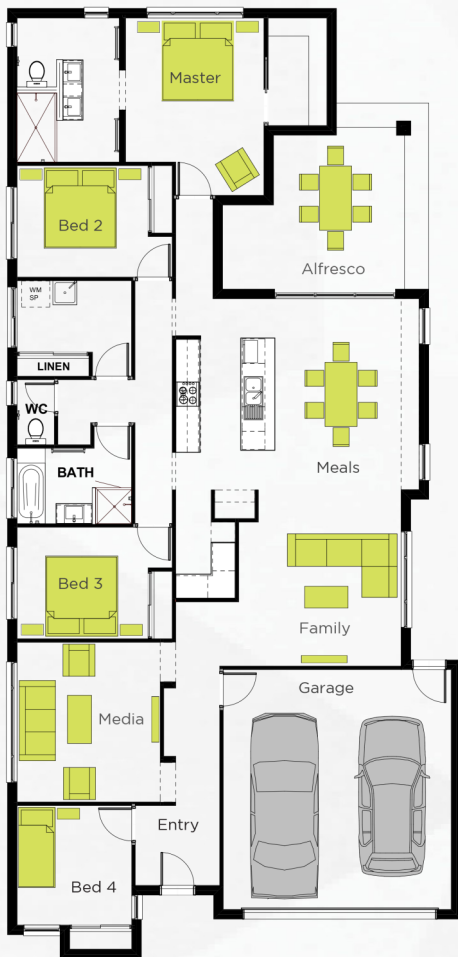 Master
Bed 2
Alfresco
WM
SP
LINEN
WC
BATH
Meals
Bed 3
Family
Garage
Media
Entry
Bed 4